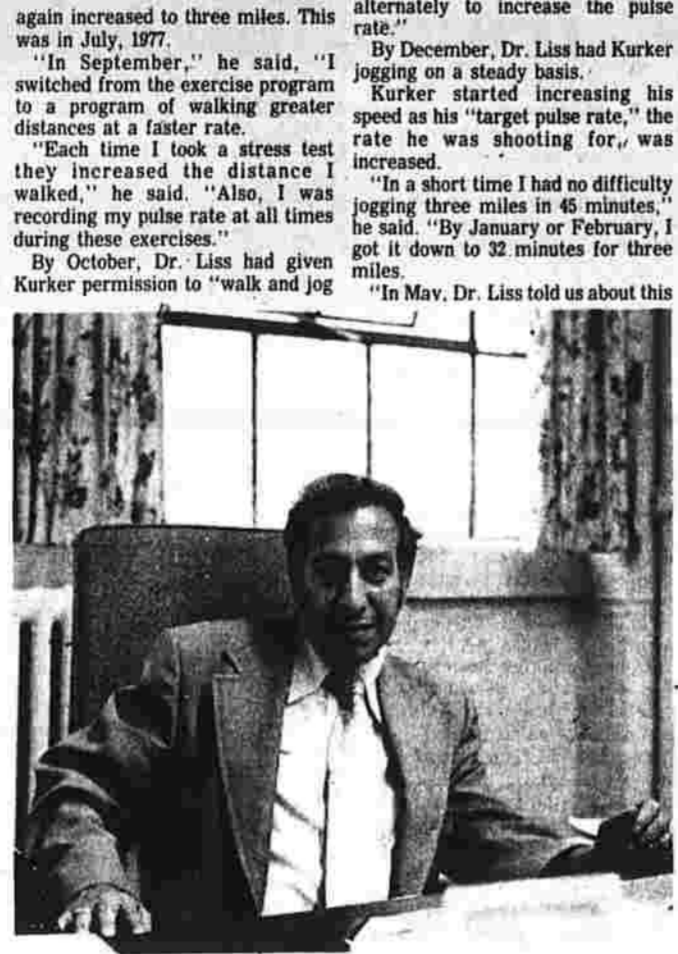 again increased to three miles. This
was in July, 1977.
"In September," he said, "I
switched from the exercise program
to a program of walking greater
distances at a faster rate.
"Each time I took a stress test
they increased the distance I
walked," he said. "Also, I was
recording my pulse rate at all times
during these exercises."
By October, Dr. Liss had given
Kurker permission to "walk and jog
alternately to increase the pulse
rate."
By December, Dr. Liss had Kurker
jogging on a steady basis.
Kurker started increasing his
speed as his "target pulse rate," the
rate he was shooting for, was
increased.
"In a short time I had no difficulty
jogging three miles in 45 minutes,"
he said. "By January or February, I
got it down to 32 minutes for three
miles.
"In May, Dr. Liss told us about this